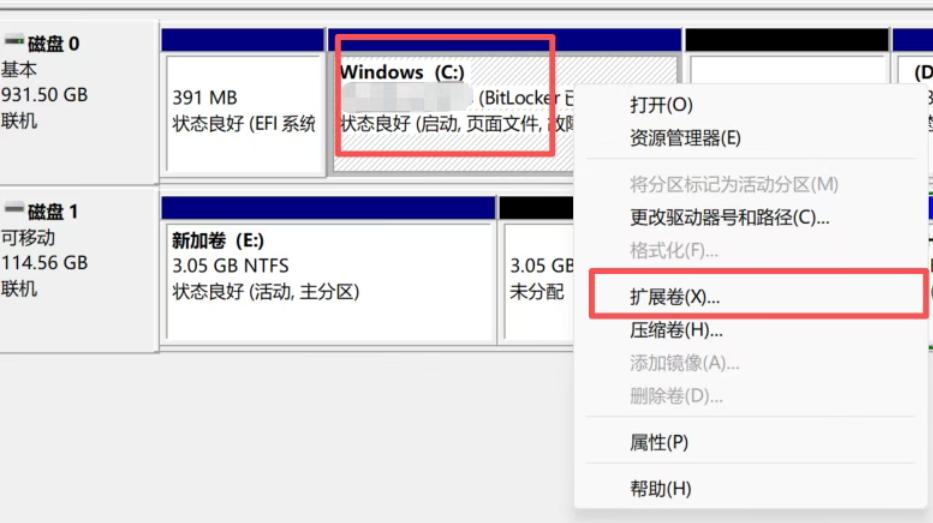 磁盘 0
基本
931.50 GB
联机
391 MB
状态良好 (EFI 系统
Windows (C:)
(BitLocker 已
状态良好 (启动, 页面文件, 故障
(D
磁盘 1
可移动
114.56 GB
联机
新加卷 (E:)
3.05 GB NTFS
状态良好 (活动, 主分区)
3.05 GB
未分配
打开(O)
资源管理器(E)
将分区标记为活动分区(M)
更改驱动器号和路径(C)...
格式化(F)...
扩展卷(X)...
压缩卷(H)...
添加镜像(A)...
删除卷(D)...
属性(P)
帮助(H)